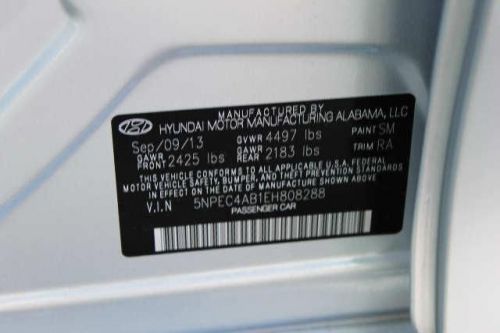 MANUFACTURED BY
HYUNDAI MOTOR MANUFACTURING ALABAMA, LLC
Sep/09/13 GVWR 4497 lbs PAINT SM
GAWR FRONT 2425 lbs GAWR REAR 2183 lbs TRIM RA
THIS VEHICLE CONFORMS TO ALL APPLICABLE U.S.A FEDERAL
MOTOR VEHICLE SAFETY, BUMPER, AND THEFT PREVENTION STANDARDS
IN EFFECT ON THE DATE OF MANUFACTURE SHOWN ABOVE.
V.I.N 5NPEC4AB1EH808288
PASSENGER CAR